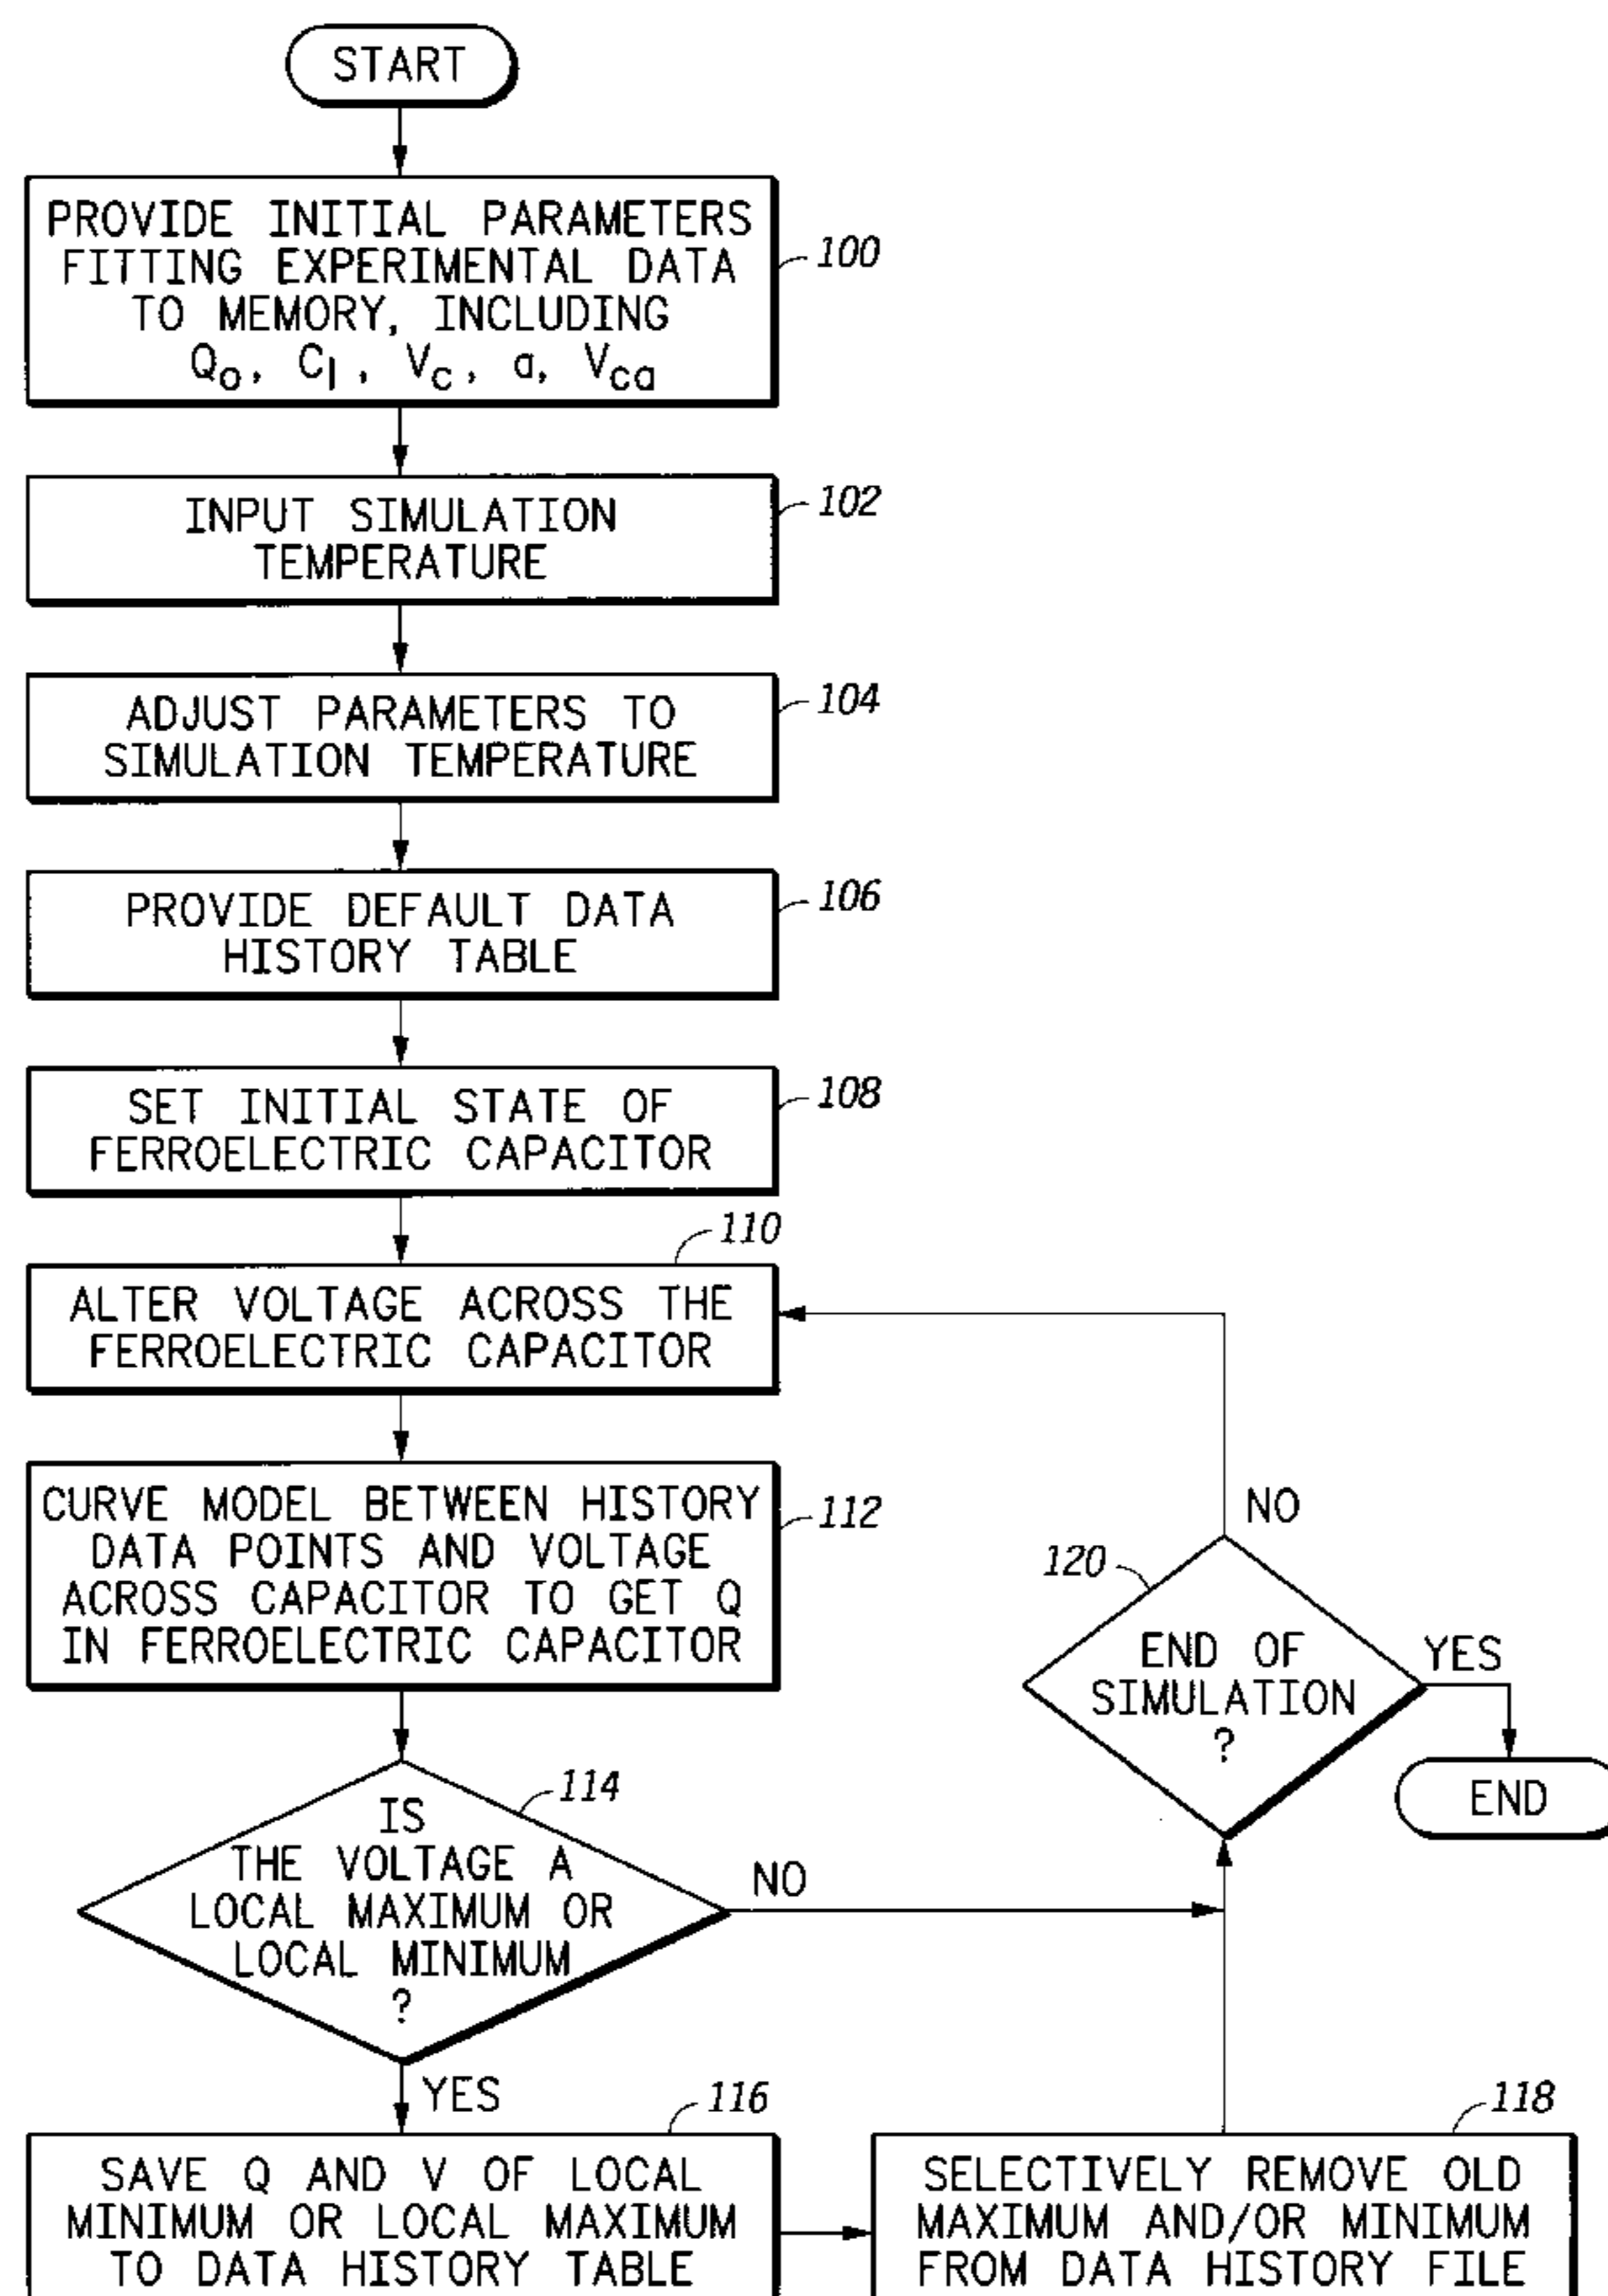 START
PROVIDE INITIAL PARAMETERS
FITTING EXPERIMENTAL DATA
TO MEMORY, INCLUDING
Qo, Cl, Vc, a, Vca
100
INPUT SIMULATION
TEMPERATURE
102
ADJUST PARAMETERS TO
SIMULATION TEMPERATURE
104
PROVIDE DEFAULT DATA
HISTORY TABLE
106
SET INITIAL STATE OF
FERROELECTRIC CAPACITOR
108
110
ALTER VOLTAGE ACROSS THE
FERROELECTRIC CAPACITOR
CURVE MODEL BETWEEN HISTORY
DATA POINTS AND VOLTAGE
ACROSS CAPACITOR TO GET Q
IN FERROELECTRIC CAPACITOR
112
114
IS
THE VOLTAGE A
LOCAL MAXIMUM OR
LOCAL MINIMUM
?
NO
YES
116
SAVE Q AND V OF LOCAL
MINIMUM OR LOCAL MAXIMUM
TO DATA HISTORY TABLE
118
SELECTIVELY REMOVE OLD
MAXIMUM AND/OR MINIMUM
FROM DATA HISTORY FILE
120
END OF
SIMULATION
?
NO
YES
END